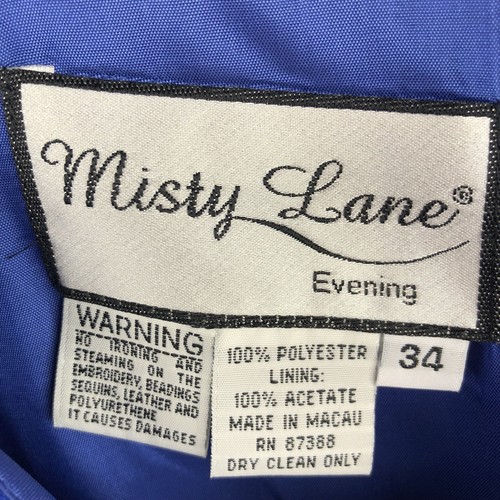 Misty Lane®
Evening
WARNING
NO IRONING AND
STEAMING ON THE
EMBROIDERY, BEADINGS
SEQUINS, LEATHER AND
POLYURETHENE
IT CAUSES DAMAGES
100% POLYESTER
LINING:
100% ACETATE
MADE IN MACAU
RN 87388
DRY CLEAN ONLY
34